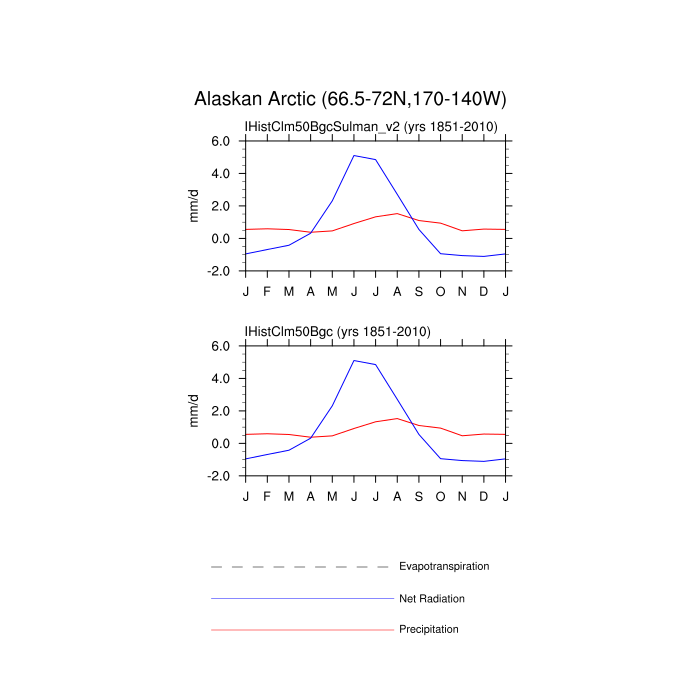 Alaskan Arctic (66.5-72N,170-140W)
IHistClm50BgcSulman_v2 (yrs 1851-2010)
6.0
4.0
2.0
0.0
-2.0
mm/d
J F M A M J J A S O N D J
IHistClm50Bgc (yrs 1851-2010)
6.0
4.0
2.0
0.0
-2.0
mm/d
J F M A M J J A S O N D J
Evapotranspiration
Net Radiation
Precipitation